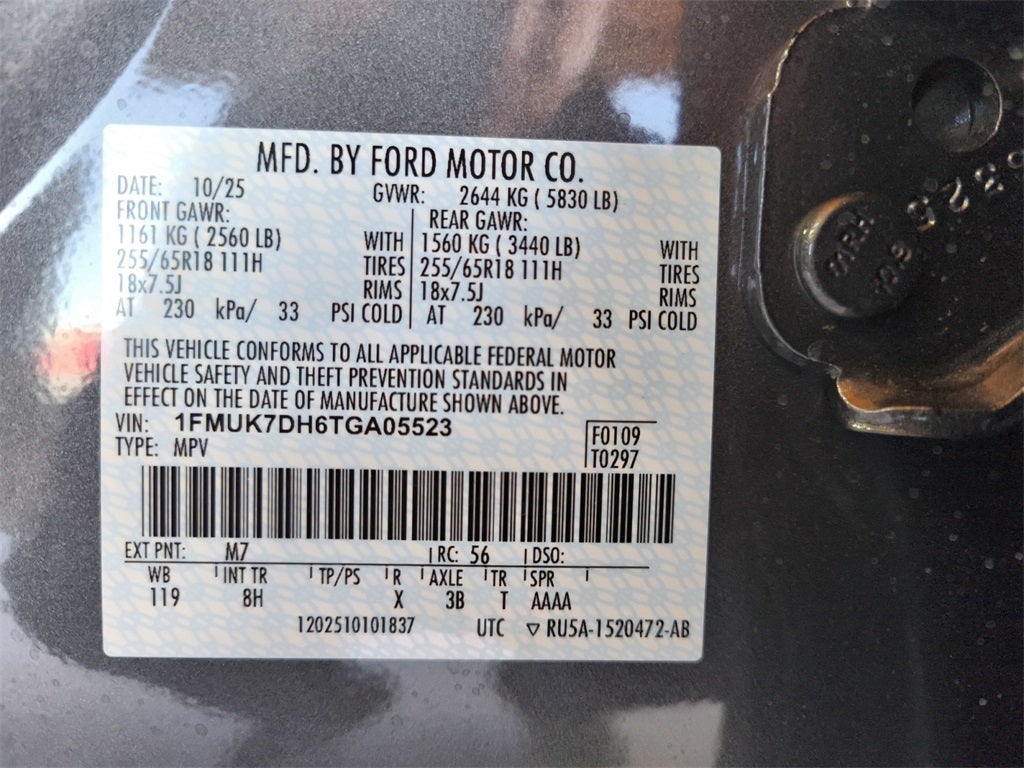 MFD. BY FORD MOTOR CO.
DATE: 10/25 GVWR: 2644 KG ( 5830 LB)
FRONT GAWR: REAR GAWR:
1161 KG ( 2560 LB) WITH 1560 KG ( 3440 LB) WITH
255/65R18 111H TIRES 255/65R18 111H TIRES
18x7.5J RIMS 18x7.5J RIMS
AT 230 kPa/ 33 PSI COLD AT 230 kPa/ 33 PSI COLD
THIS VEHICLE CONFORMS TO ALL APPLICABLE FEDERAL MOTOR
VEHICLE SAFETY AND THEFT PREVENTION STANDARDS IN
EFFECT ON THE DATE OF MANUFACTURE SHOWN ABOVE.
VIN: 1FMUK7DH6TGA05523
TYPE: MPV
F0109
T0297
EXT PNT: M7 RC: 56 DSO:
WB INT TR TP/PS R AXLE TR SPR
119 8H X 3B T AAAA
1202510101837 UTC ▽ RU5A-1520472-AB